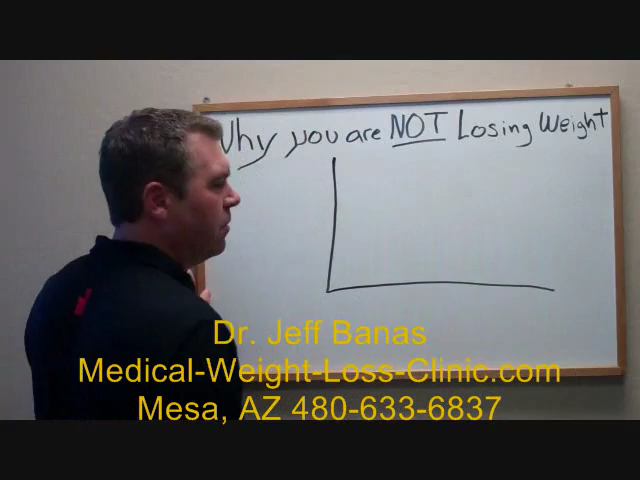 Why you are NOT Losing Weight
Dr. Jeff Banas
Medical-Weight-Loss-Clinic.com
Mesa, AZ 480-633-6837